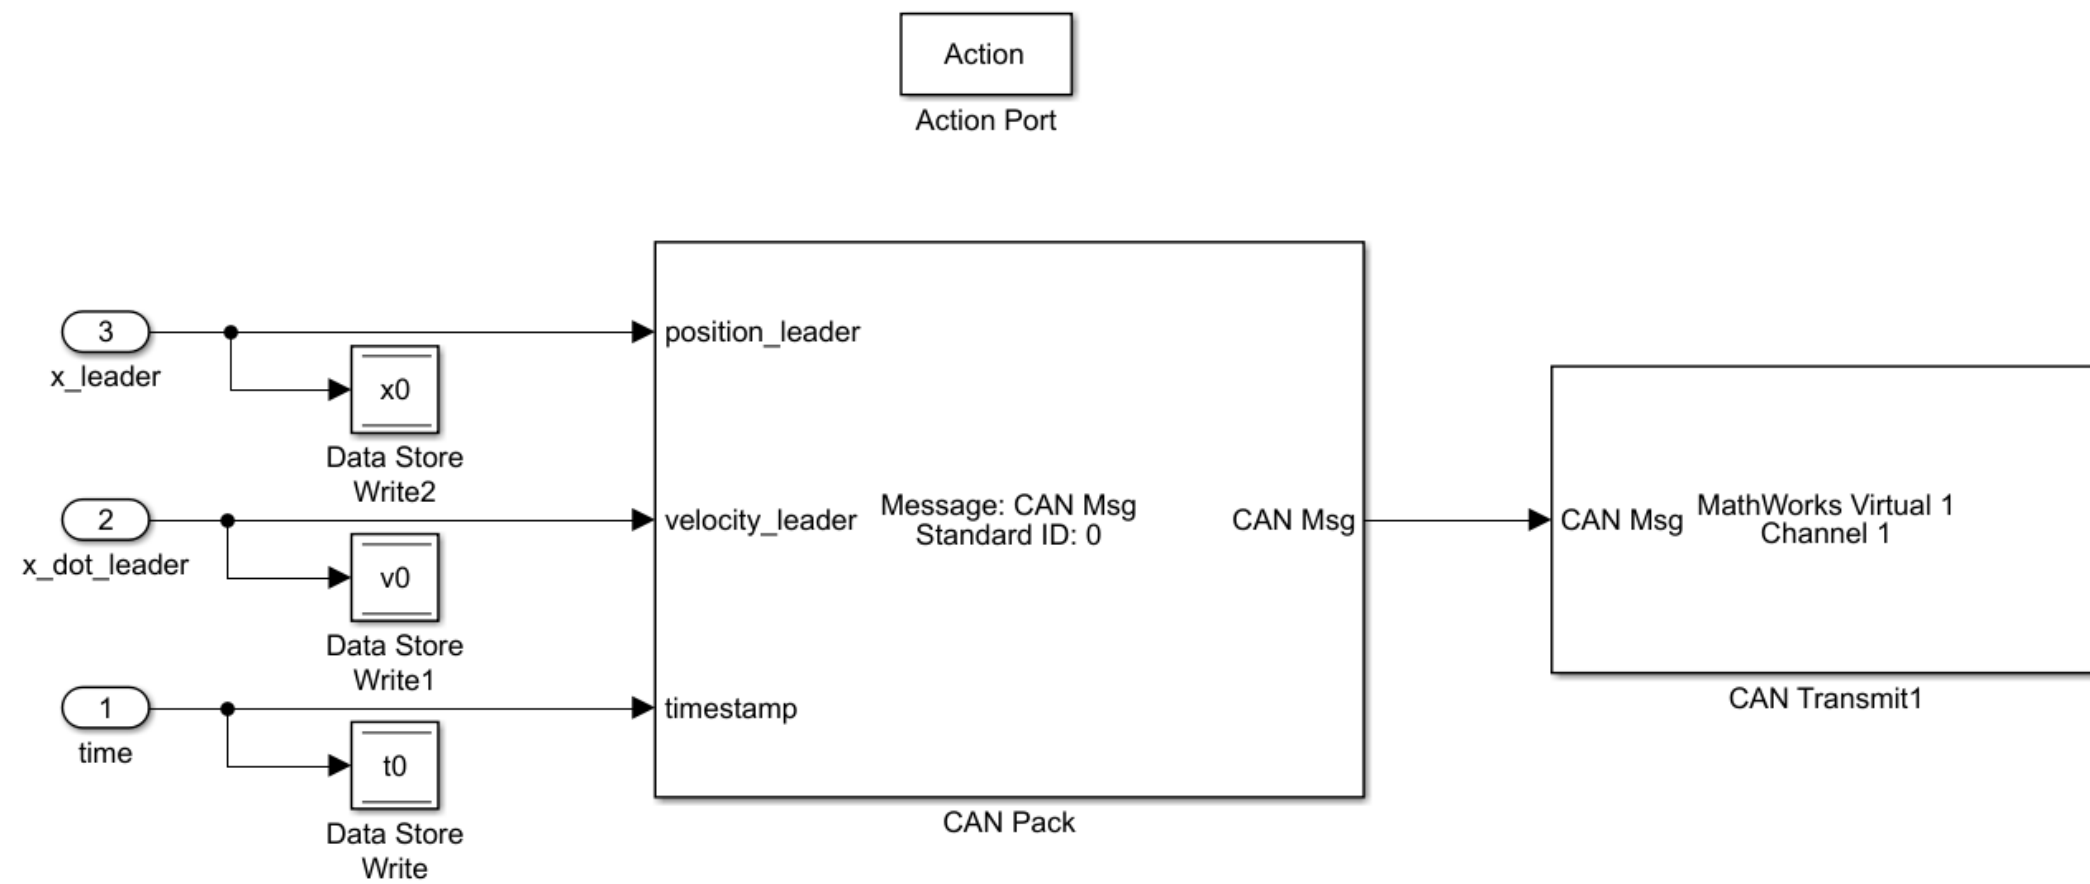 Action
Action Port
3
x_leader
x0
Data Store
Write2
position_leader
2
x_dot_leader
v0
Data Store
Write1
velocity_leader
Message: CAN Msg
Standard ID: 0
CAN Msg
1
time
t0
Data Store
Write
timestamp
CAN Pack
CAN Msg
MathWorks Virtual 1
Channel 1
CAN Transmit1